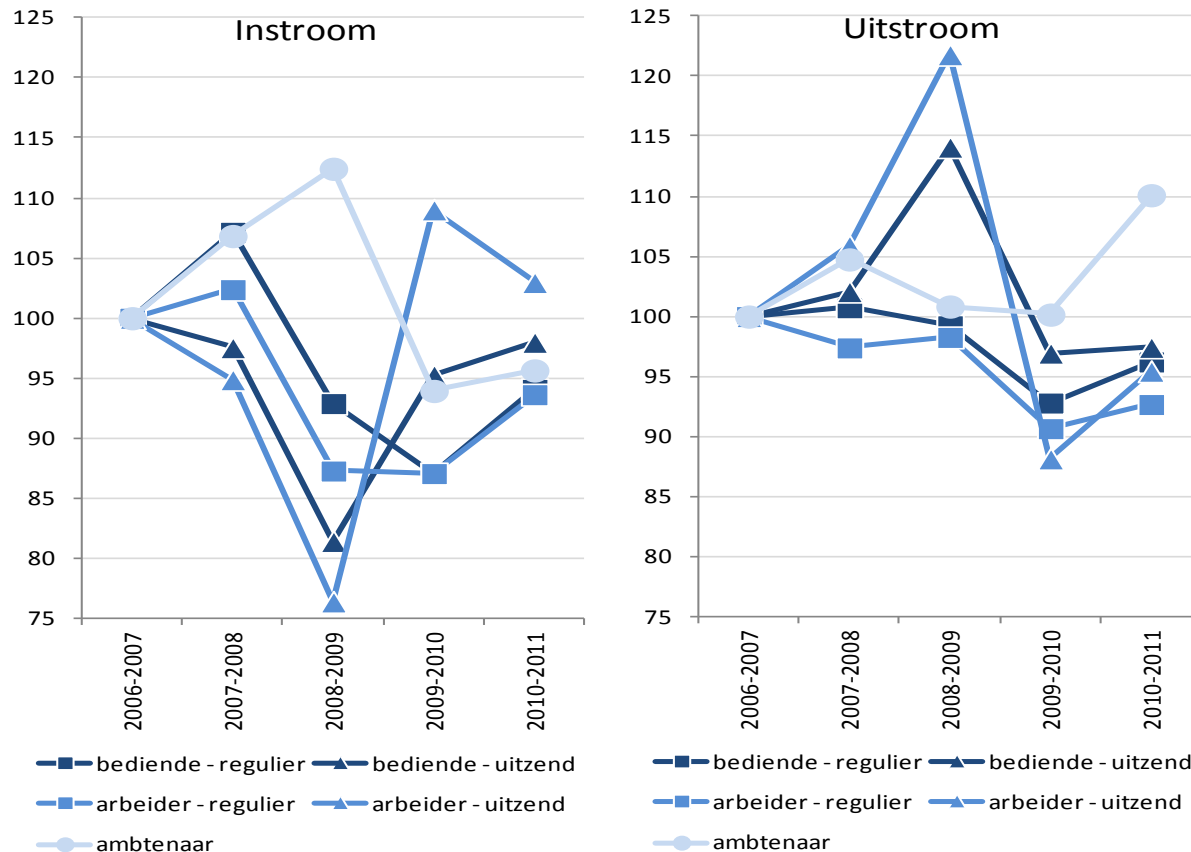 Instroom
125
120
115
110
105
100
95
90
85
80
75
2006-2007
2007-2008
2008-2009
2009-2010
2010-2011
bediende - regulier
bediende - uitzend
arbeider - regulier
arbeider - uitzend
ambtenaar
Uitstroom
125
120
115
110
105
100
95
90
85
80
75
2006-2007
2007-2008
2008-2009
2009-2010
2010-2011
bediende - regulier
bediende - uitzend
arbeider - regulier
arbeider - uitzend
ambtenaar